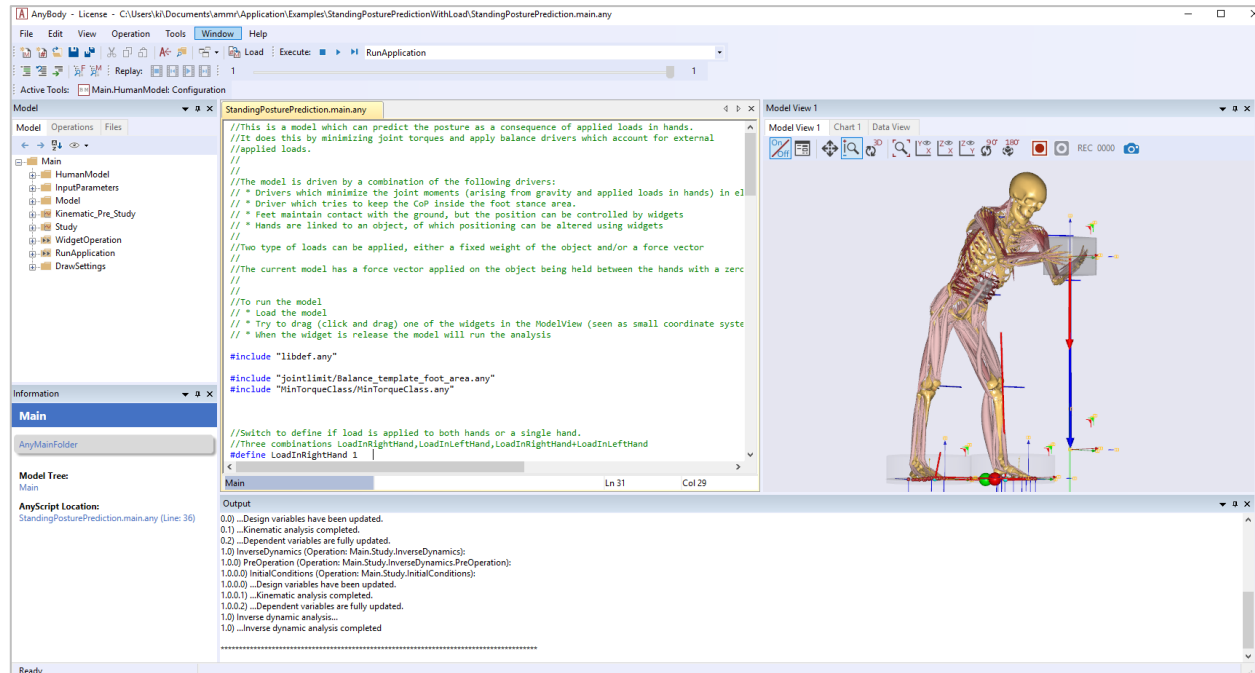 AnyBody - License - C:\Users\ki\Documents\ammr\Application\Examples\StandingPosturePredictionWithLoad\StandingPosturePrediction.main.any
File Edit View Operation Tools Window Help
Load Execute: RunApplication
Replay: 1 1
Active Tools: Main.HumanModel: Configuration
Model
Model Operations Files
Main
HumanModel
InputParameters
Model
Kinematic_Pre_Study
Study
WidgetOperation
RunApplication
DrawSettings
Information
Main
AnyMainFolder
Model Tree:
Main
AnyScript Location:
StandingPosturePrediction.main.any (Line: 36)
StandingPosturePrediction.main.any
//This is a model which can predict the posture as a consequence of applied loads in hands.
//It does this by minimizing joint torques and apply balance drivers which account for external
//applied loads.
//
//
//The model is driven by a combination of the following drivers:
// * Drivers which minimize the joint moments (arising from gravity and applied loads in hands) in el
// * Driver which tries to keep the CoP inside the foot stance area.
// * Feet maintain contact with the ground, but the position can be controlled by widgets
// * Hands are linked to an object, of which positioning can be altered using widgets
//
//Two type of loads can be applied, either a fixed weight of the object and/or a force vector
//
//The current model has a force vector applied on the object being held between the hands with a zerc
//
//
//To run the model
// * Load the model
// * Try to drag (click and drag) one of the widgets in the ModelView (seen as small coordinate syste
// * When the widget is release the model will run the analysis
#include "libdef.any"
#include "jointlimit/Balance_template_foot_area.any"
#include "MinTorqueClass/MinTorqueClass.any"
//Switch to define if load is applied to both hands or a single hand.
//Three combinations LoadInRightHand,LoadInLeftHand,LoadInRightHand+LoadInLeftHand
#define LoadInRightHand 1
Main Ln 31 Col 29
Model View 1
Model View 1 Chart 1 Data View
On/Off 3D Y X Z X Z Y 90° 180° REC 0000
Output
0.0) ...Design variables have been updated.
0.1) ...Kinematic analysis completed.
0.2) ...Dependent variables are fully updated.
1.0) InverseDynamics (Operation: Main.Study.InverseDynamics):
1.0.0) PreOperation (Operation: Main.Study.InverseDynamics.PreOperation):
1.0.0.0) InitialConditions (Operation: Main.Study.InitialConditions):
1.0.0.0) ...Design variables have been updated.
1.0.0.1) ...Kinematic analysis completed.
1.0.0.2) ...Dependent variables are fully updated.
1.0) Inverse dynamic analysis...
1.0) ...Inverse dynamic analysis completed
Ready